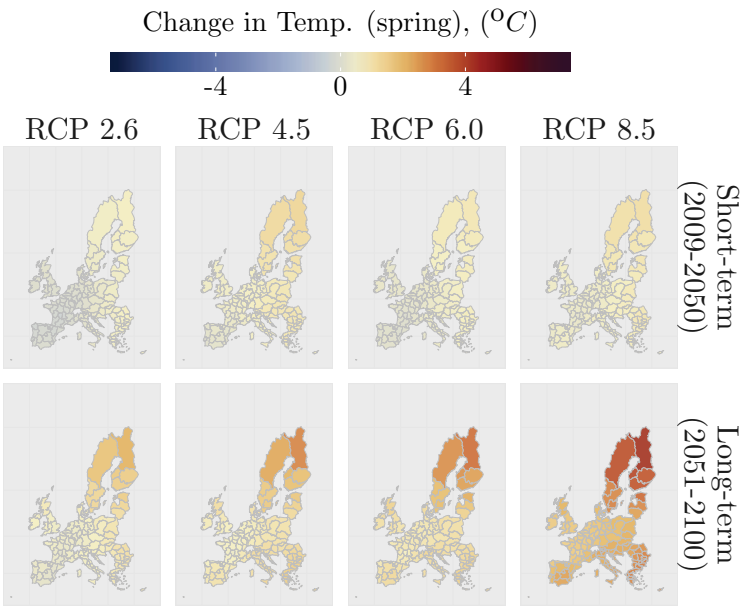 Change in Temp. (spring), (°C)
-4 0 4
RCP 2.6 RCP 4.5 RCP 6.0 RCP 8.5
Short-term
(2009-2050)
Long-term
(2051-2100)